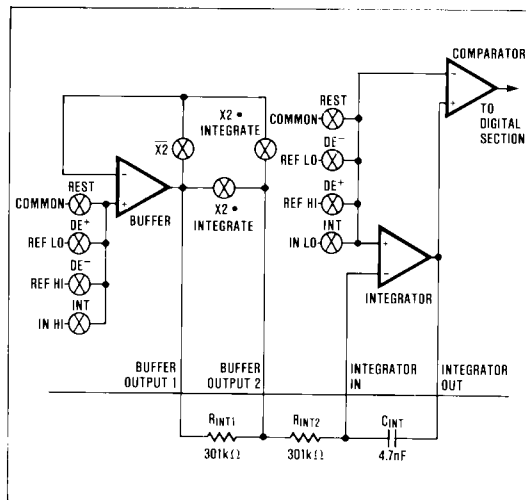 COMPARATOR
-
+
TO
DIGITAL
SECTION
REST
COMMON
DE-
REF LO
DE+
REF HI
INT
IN LO
+
-
INTEGRATOR
X2 •
INTEGRATE
X2
X2 •
INTEGRATE
-
+
BUFFER
REST
COMMON
DE+
REF LO
DE-
REF HI
INT
IN HI
BUFFER
OUTPUT 1
BUFFER
OUTPUT 2
INTEGRATOR
IN
INTEGRATOR
OUT
RINT1
301kΩ
RINT2
301kΩ
CINT
4.7nF